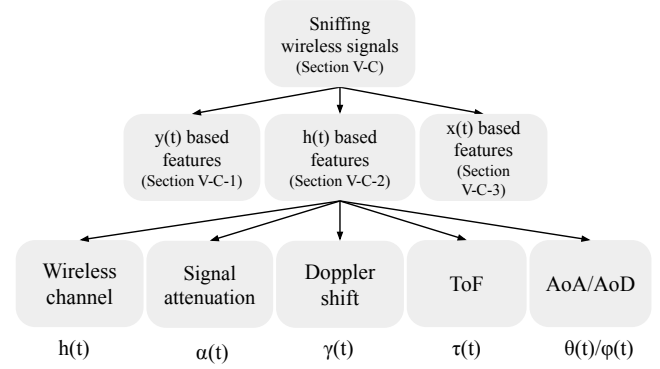 Sniffing
wireless signals
(Section V-C)
y(t) based
features
(Section V-C-1)
h(t) based
features
(Section V-C-2)
x(t) based
features
(Section
V-C-3)
Wireless
channel
Signal
attenuation
Doppler
shift
ToF
AoA/AoD
h(t)
α(t)
γ(t)
τ(t)
θ(t)/φ(t)